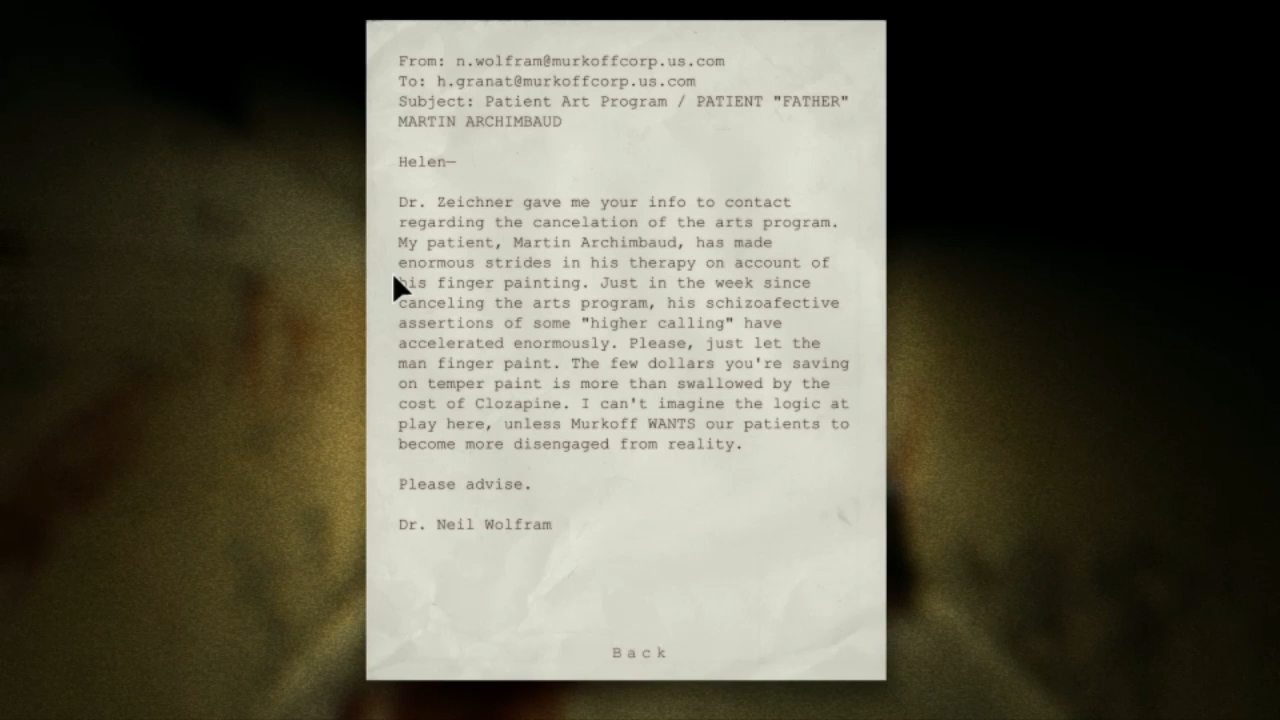 From: n.wolfram@murkoffcorp.us.com
To: h.granat@murkoffcorp.us.com
Subject: Patient Art Program / PATIENT "FATHER"
MARTIN ARCHIMBAUD
Helen—
Dr. Zeichner gave me your info to contact
regarding the cancelation of the arts program.
My patient, Martin Archimbaud, has made
enormous strides in his therapy on account of
his finger painting. Just in the week since
canceling the arts program, his schizoafective
assertions of some "higher calling" have
accelerated enormously. Please, just let the
man finger paint. The few dollars you're saving
on temper paint is more than swallowed by the
cost of Clozapine. I can't imagine the logic at
play here, unless Murkoff WANTS our patients to
become more disengaged from reality.
Please advise.
Dr. Neil Wolfram
Back